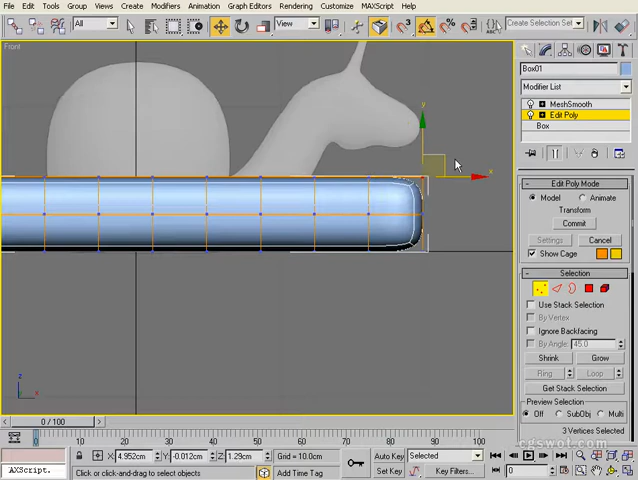 File Edit Tools Group Views Create Modifiers Animation Graph Editors Rendering Customize MAXScript Help
All View Create Selection Set
Front
y
x
z
x
Box01
Modifier List
MeshSmooth
Edit Poly
Box
Edit Poly Mode
Model Animate
Transform
Commit
Settings Cancel
Show Cage
Selection
Use Stack Selection
By Vertex
Ignore Backfacing
By Angle: 45.0
Shrink Grow
Ring Loop
Get Stack Selection
Preview Selection
Off SubObj Multi
3 Vertices Selected
cgswot.com
0 / 100
0 10 20 30 40 50 60 70 80 90 100
X: 4.952cm Y: -0.012cm Z: 1.29cm Grid = 10.0cm Auto Key Selected
AXScript. Click or click-and-drag to select objects Add Time Tag Set Key Key Filters... 0